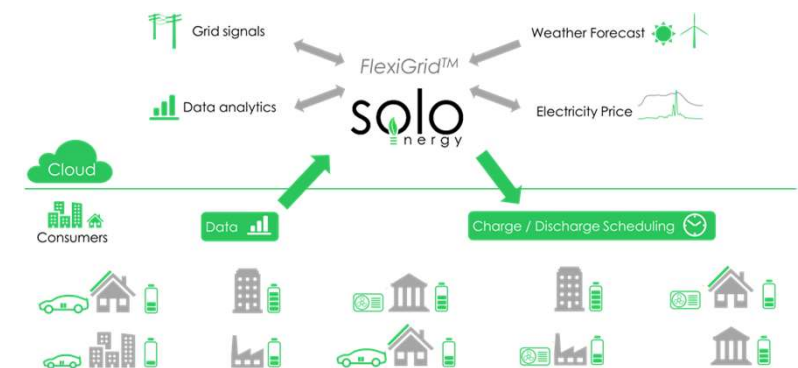 Grid signals
Weather Forecast
FlexiGrid™
Data analytics
solo
Energy
Electricity Price
Cloud
Consumers
Data
Charge / Discharge Scheduling